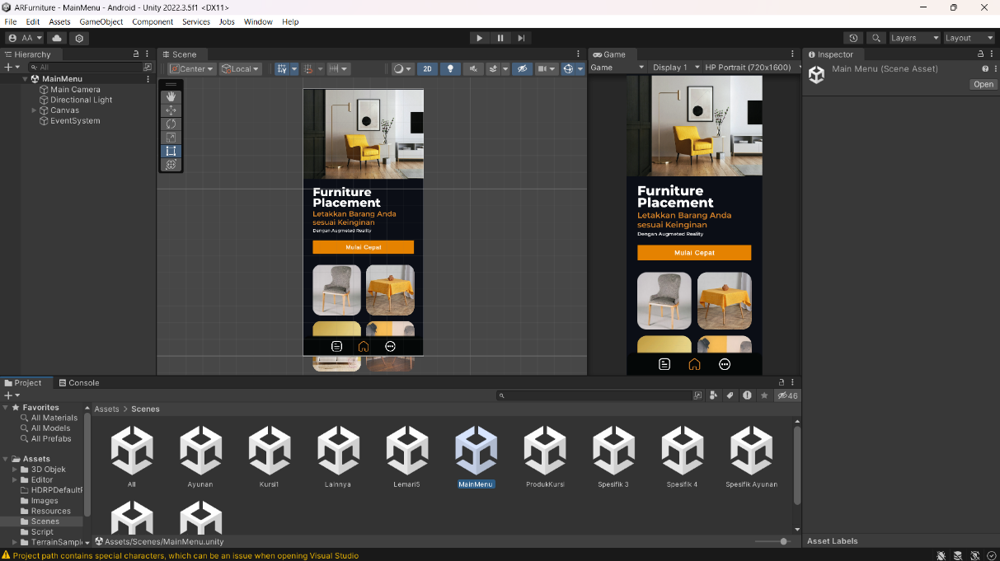 ARFurniture - MainMenu - Android - Unity 2022.3.5f1 <DX11>
File Edit Assets GameObject Component Services Jobs Window Help
AA
Layers Layout
Hierarchy
All
MainMenu
Main Camera
Directional Light
Canvas
EventSystem
Scene
Center Local
2D
Furniture
Placement
Letakkan Barang Anda
sesuai Keinginan
Dengan Augmeted Reality
Mulai Cepat
Game
Game Display 1 HP Portrait (720x1600)
Furniture
Placement
Letakkan Barang Anda
sesuai Keinginan
Dengan Augmeted Reality
Mulai Cepat
Inspector
Main Menu (Scene Asset)
Open
Asset Labels
Project Console
46
Favorites
All Materials
All Models
All Prefabs
Assets
3D Objek
Editor
HDRPDefaultR
Images
Resources
Scenes
Script
TerrainSample
Assets > Scenes
All Ayunan Kursi1 Lainnya Lemari5 MainMenu ProdukKursi Spesifik 3 Spesifik 4 Spesifik Ayunan
Assets/Scenes/MainMenu.unity
Project path contains special characters, which can be an issue when opening Visual Studio